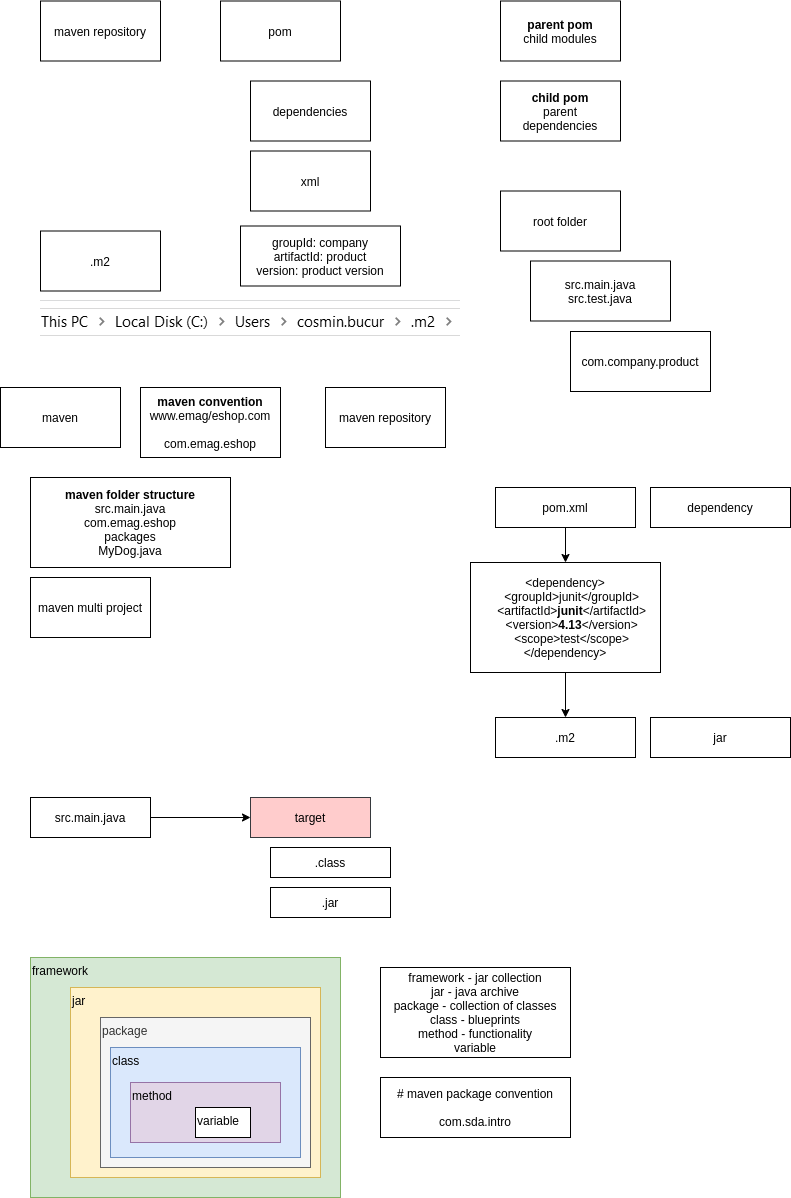 maven repository
pom
parent pom
child modules
dependencies
child pom
parent
dependencies
xml
root folder
.m2
groupId: company
artifactId: product
version: product version
src.main.java
src.test.java
This PC > Local Disk (C:) > Users > cosmin.bucur > .m2 >
com.company.product
maven
maven convention
www.emag/eshop.com
com.emag.eshop
maven repository
maven folder structure
src.main.java
com.emag.eshop
packages
MyDog.java
maven multi project
pom.xml
dependency
<dependency>
<groupId>junit</groupId>
<artifactId>junit</artifactId>
<version>4.13</version>
<scope>test</scope>
</dependency>
.m2
jar
src.main.java
target
.class
.jar
framework
jar
package
class
method
variable
framework - jar collection
jar - java archive
package - collection of classes
class - blueprints
method - functionality
variable
# maven package convention
com.sda.intro